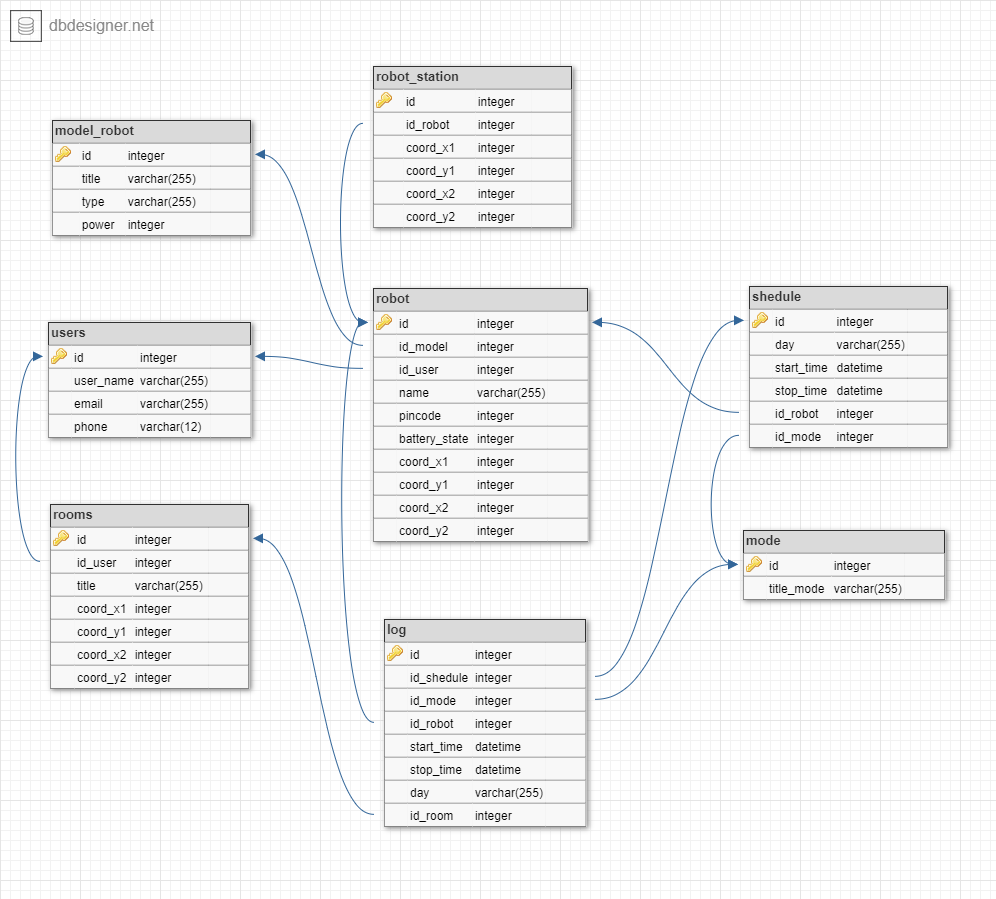 dbdesigner.net
robot_station
id integer
id_robot integer
coord_x1 integer
coord_y1 integer
coord_x2 integer
coord_y2 integer
model_robot
id integer
title varchar(255)
type varchar(255)
power integer
robot
id integer
id_model integer
id_user integer
name varchar(255)
pincode integer
battery_state integer
coord_x1 integer
coord_y1 integer
coord_x2 integer
coord_y2 integer
shedule
id integer
day varchar(255)
start_time datetime
stop_time datetime
id_robot integer
id_mode integer
users
id integer
user_name varchar(255)
email varchar(255)
phone varchar(12)
rooms
id integer
id_user integer
title varchar(255)
coord_x1 integer
coord_y1 integer
coord_x2 integer
coord_y2 integer
mode
id integer
title_mode varchar(255)
log
id integer
id_shedule integer
id_mode integer
id_robot integer
start_time datetime
stop_time datetime
day varchar(255)
id_room integer